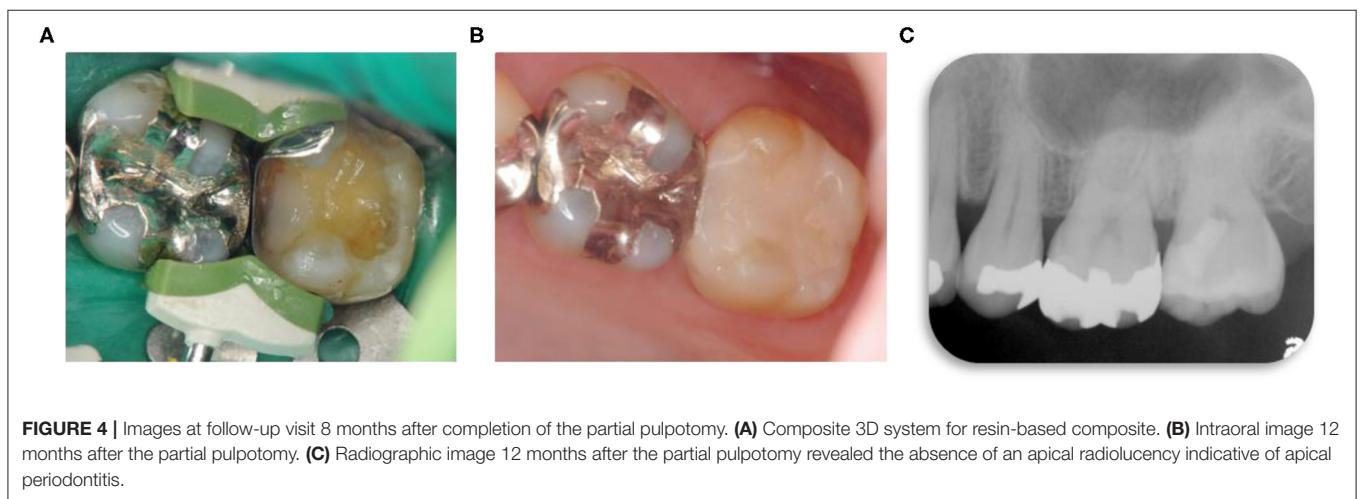 A
B
C
FIGURE 4 | Images at follow-up visit 8 months after completion of the partial pulpotomy. (A) Composite 3D system for resin-based composite. (B) Intraoral image 12
months after the partial pulpotomy. (C) Radiographic image 12 months after the partial pulpotomy revealed the absence of an apical radiolucency indicative of apical
periodontitis.